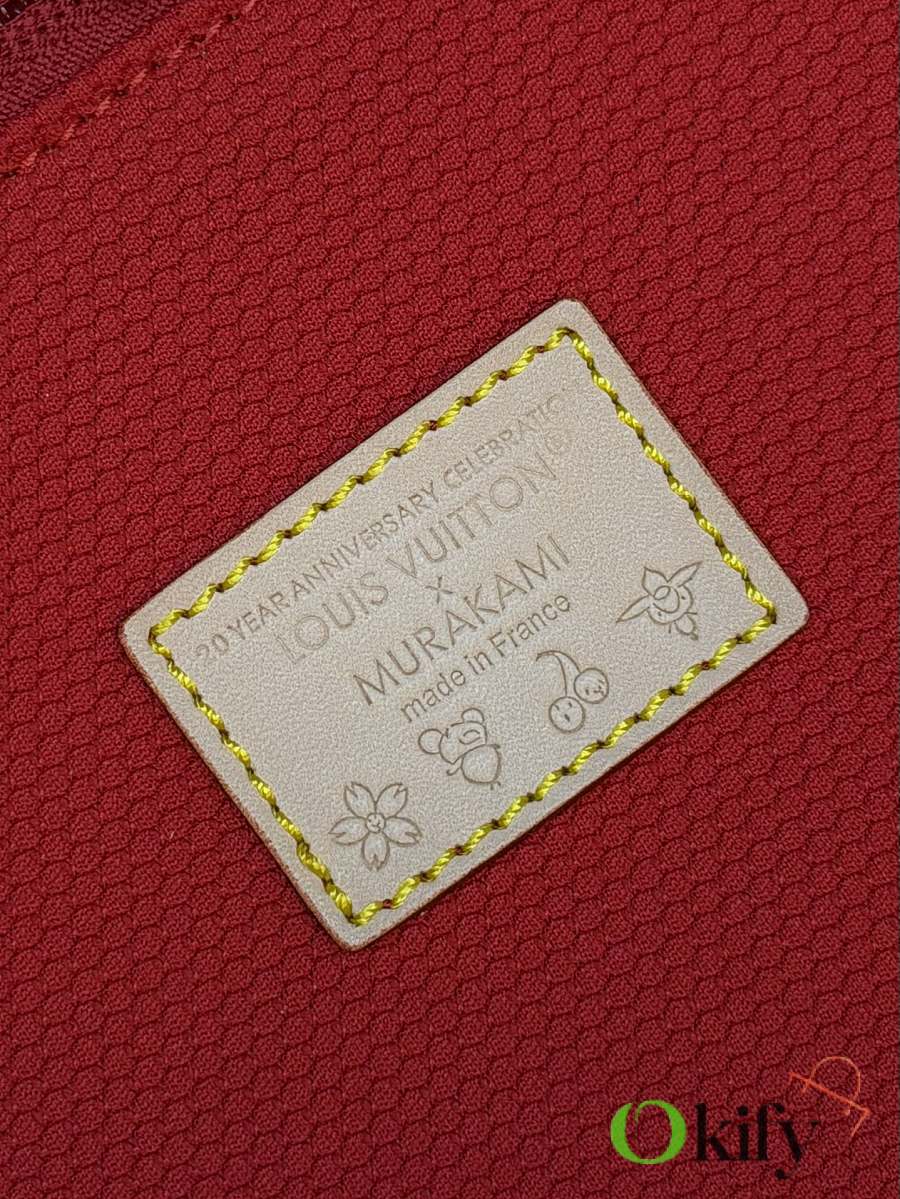 20 YEAR ANNIVERSARY CELEBRATIO
LOUIS VUITTON®
X
MURAKAMI
made in France
Okify